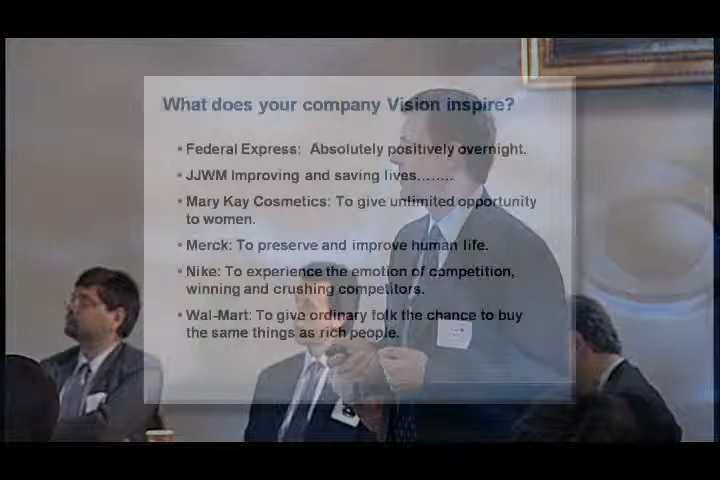 What does your company Vision inspire?
• Federal Express: Absolutely positively overnight.
• JJWM Improving and saving lives........
• Mary Kay Cosmetics: To give unlimited opportunity
to women.
• Merck: To preserve and improve human life.
• Nike: To experience the emotion of competition,
winning and crushing competitors.
• Wal-Mart: To give ordinary folk the chance to buy
the same things as rich people.